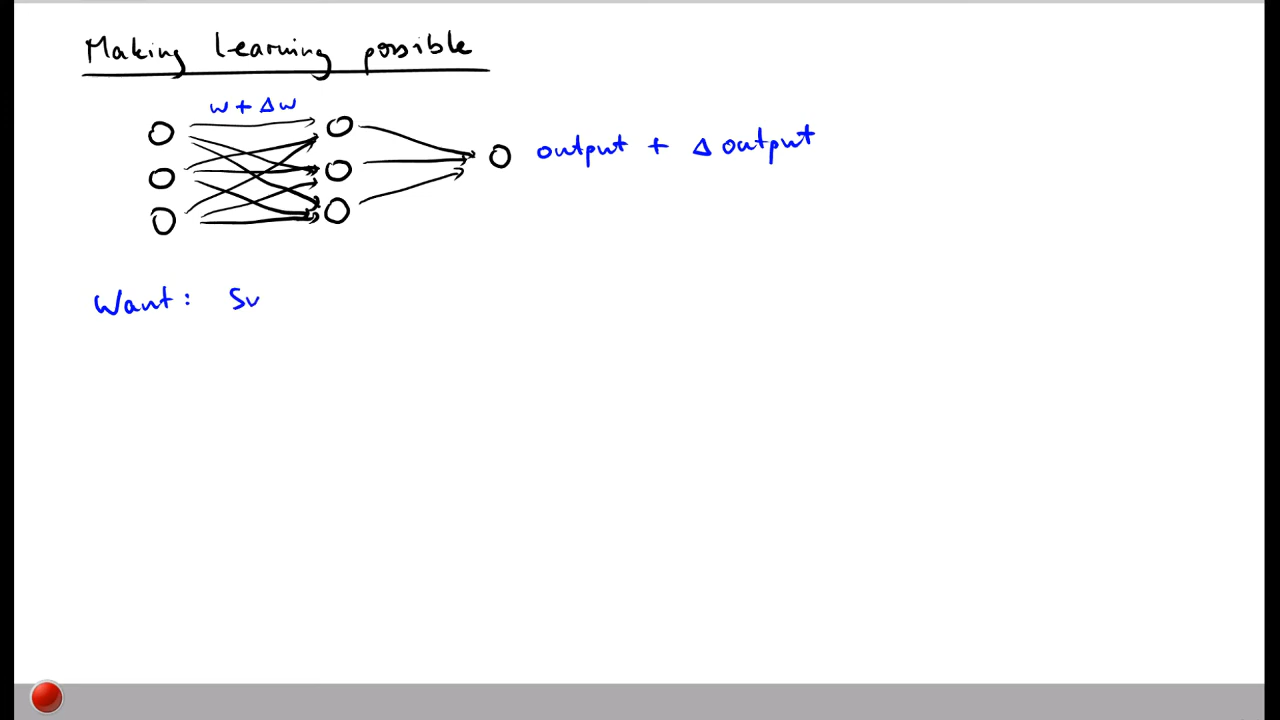 Making learning possible
w + Δw
output + Δ output
Want: